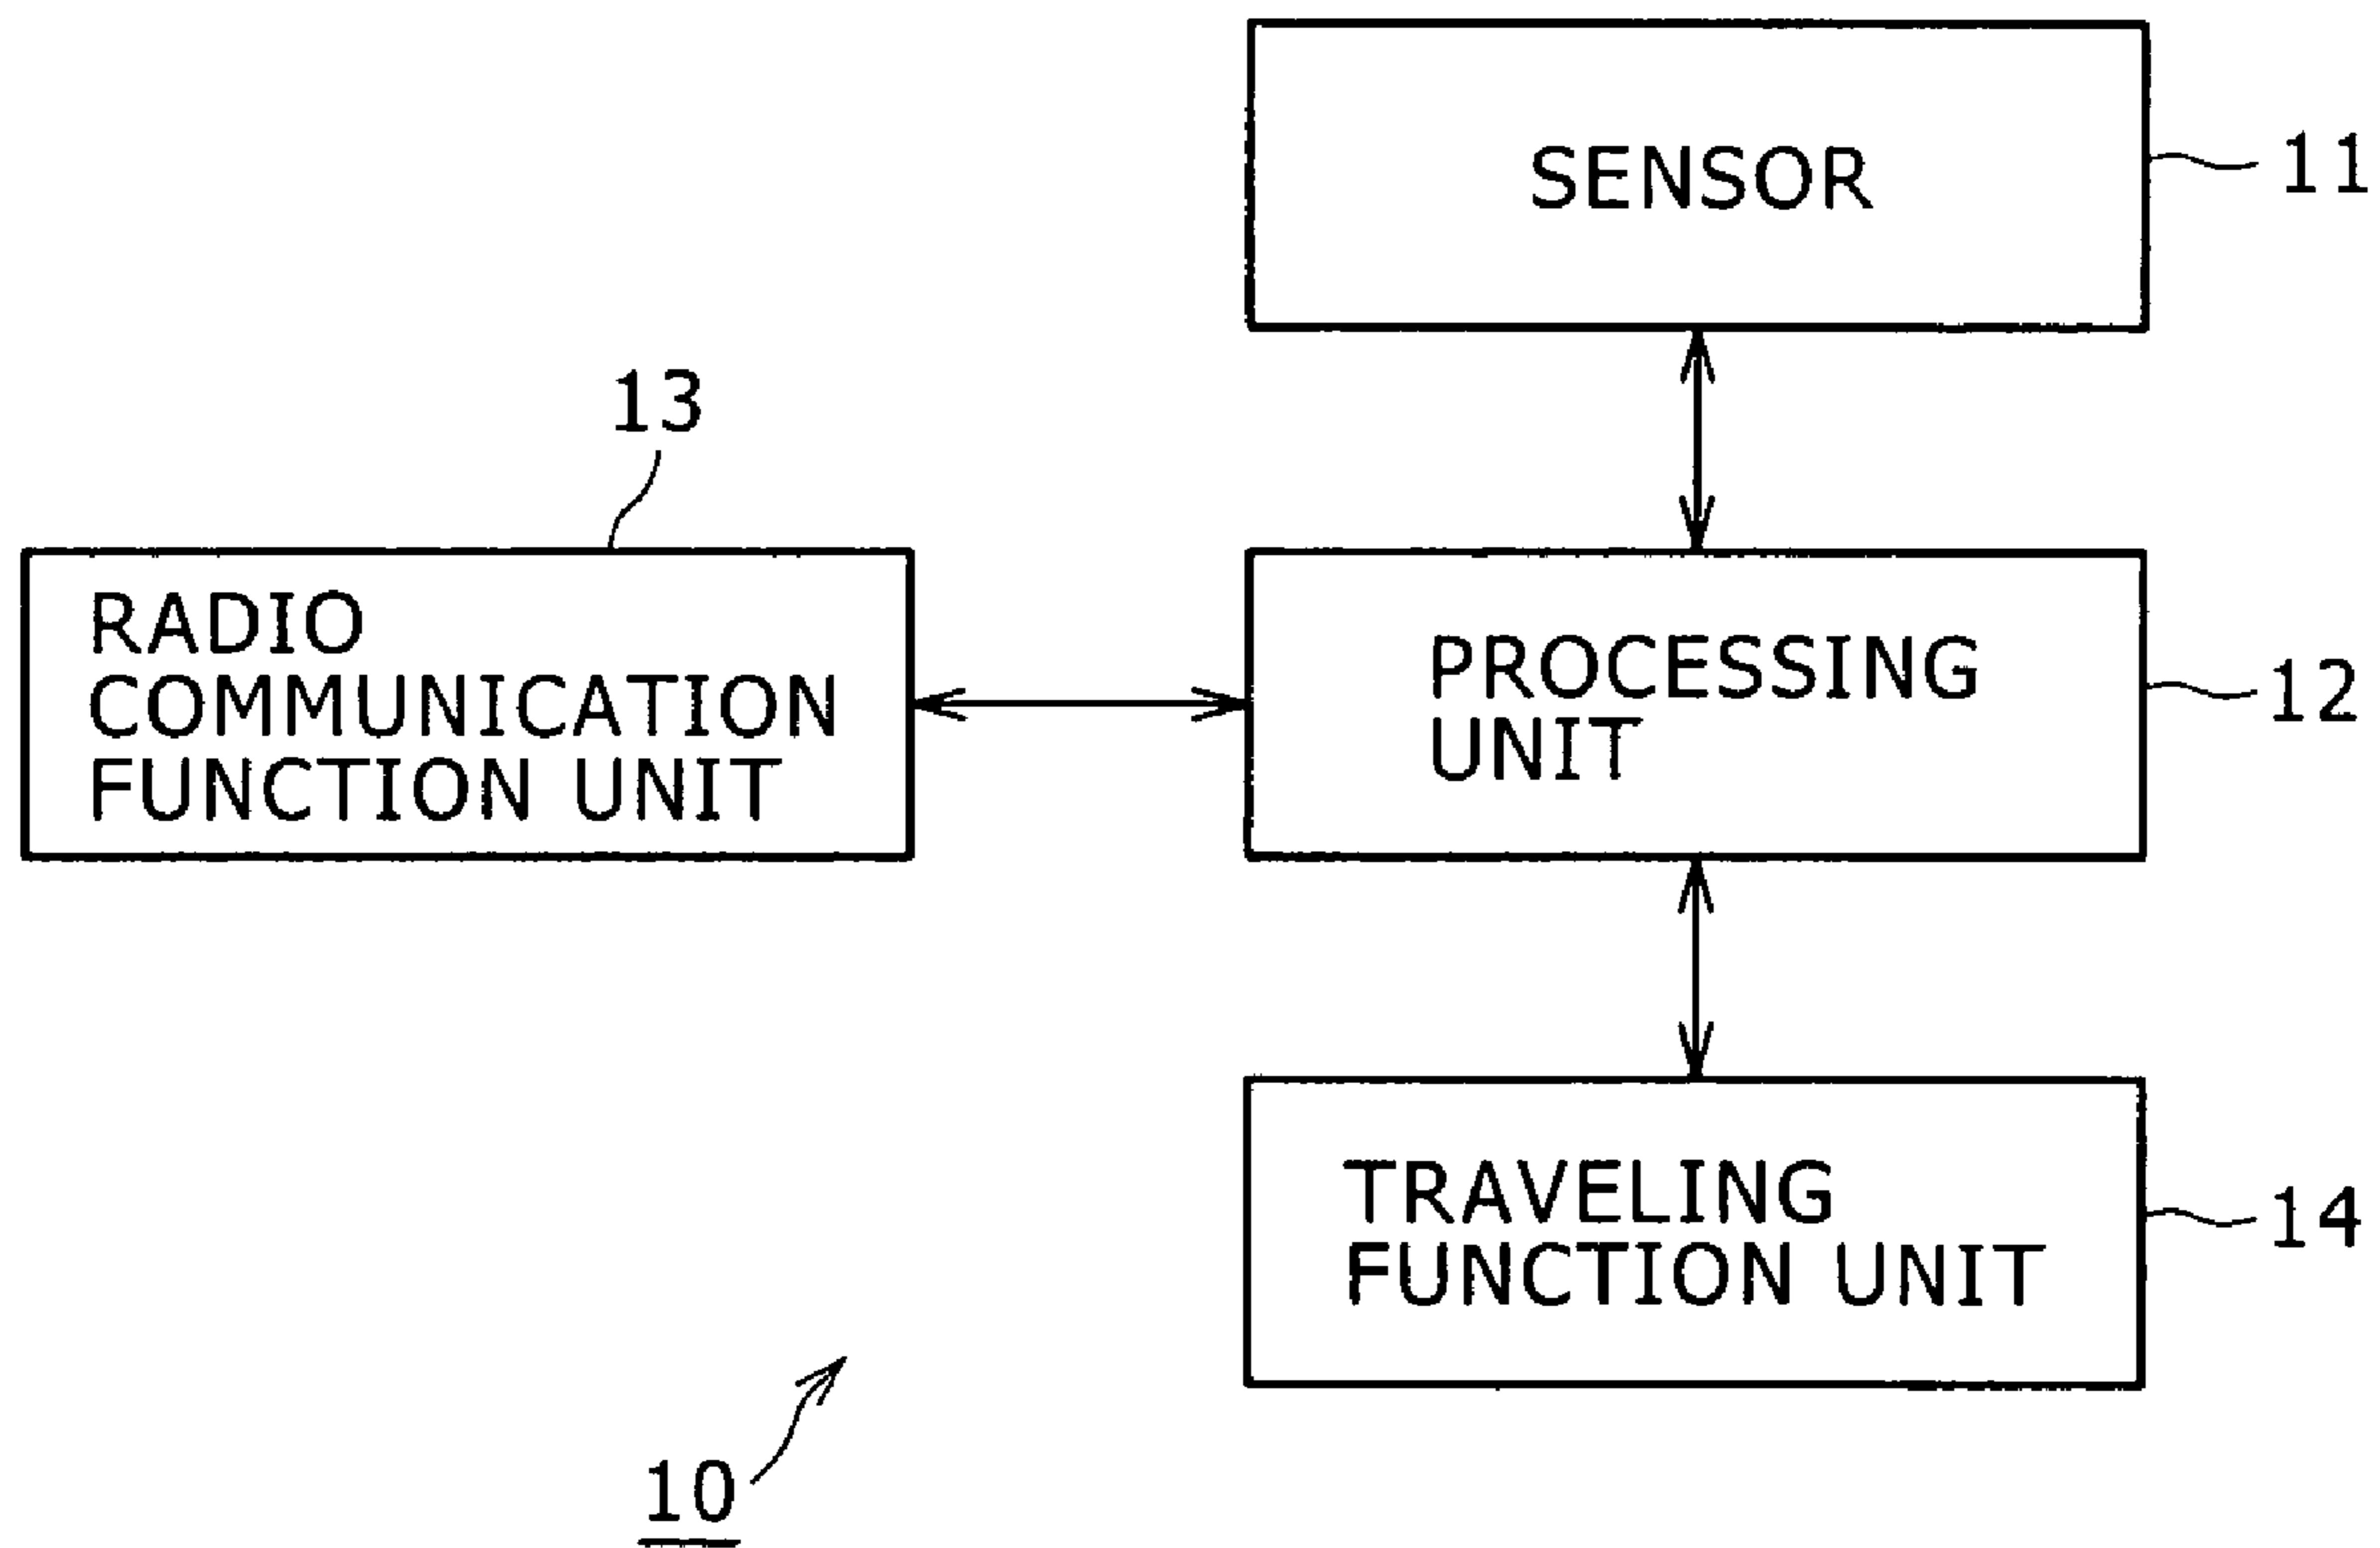 SENSOR
11
13
RADIO
COMMUNICATION
FUNCTION UNIT
PROCESSING
UNIT
12
TRAVELING
FUNCTION UNIT
14
10